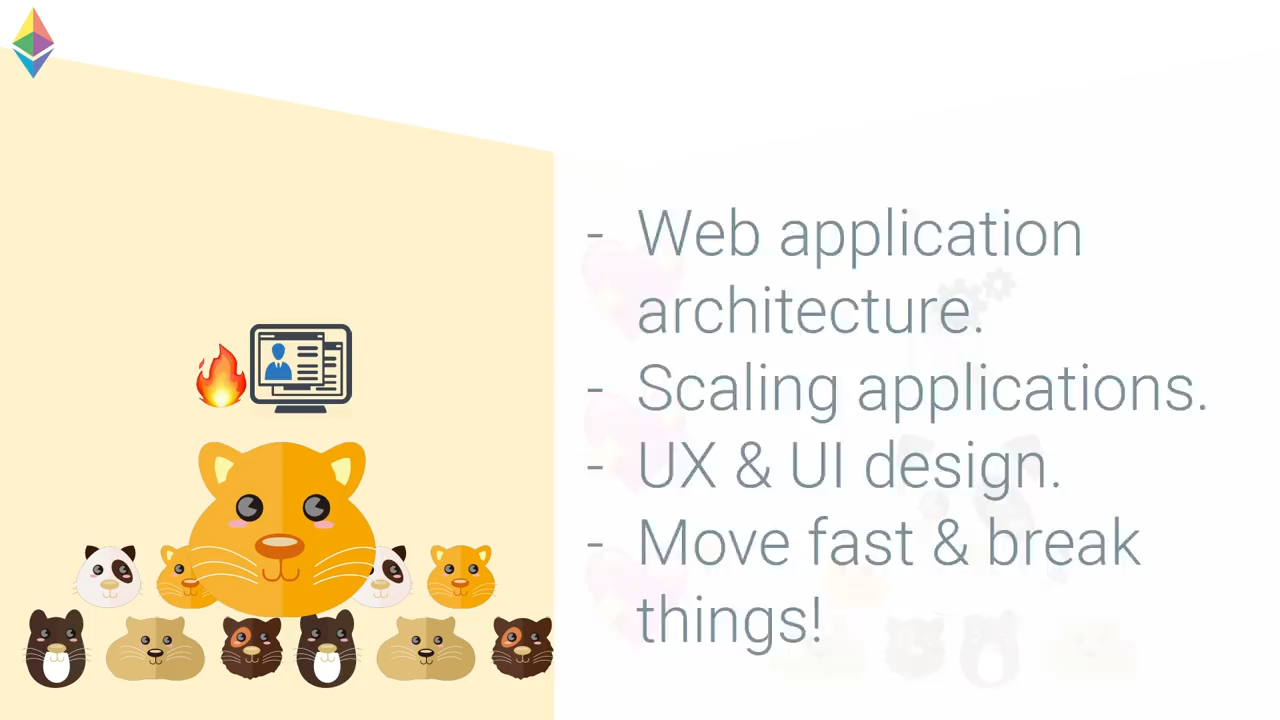 - Web application
architecture.
- Scaling applications.
- UX & UI design.
- Move fast & break
things!